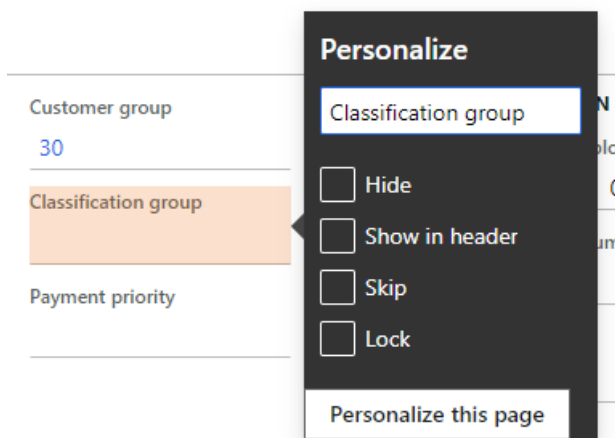 Personalize
Customer group
30
Classification group
Classification group
Payment priority
Hide
Show in header
Skip
Lock
Personalize this page